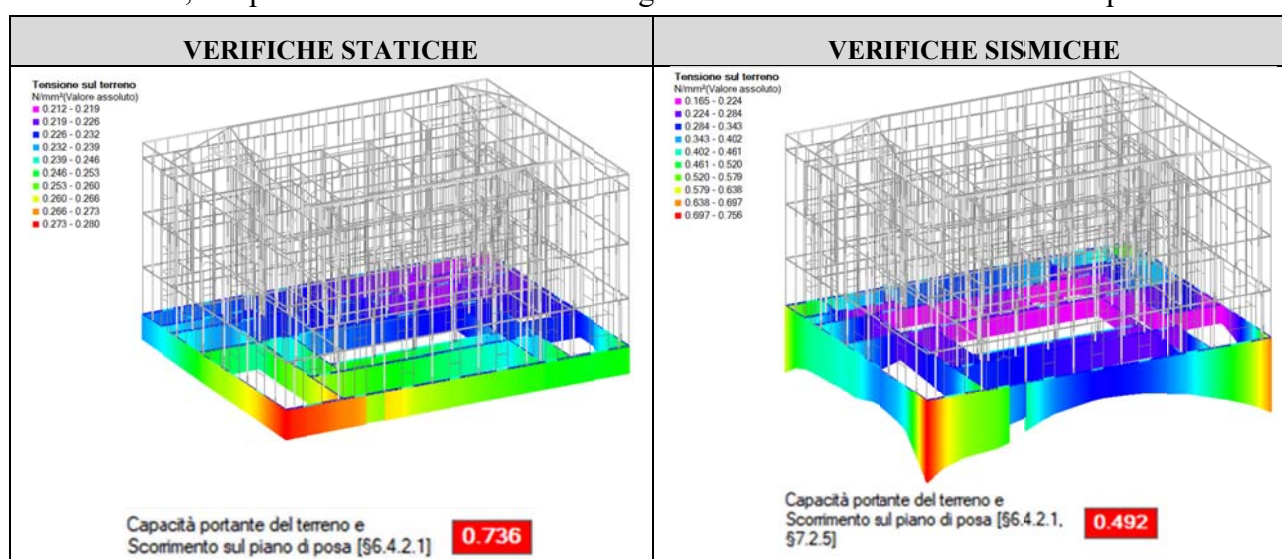 VERIFICHE STATICHE
VERIFICHE SISMICHE
Tensione sul terreno
N/mm²(Valore assoluto)
0.212 - 0.219
0.219 - 0.226
0.226 - 0.232
0.232 - 0.239
0.239 - 0.246
0.246 - 0.253
0.253 - 0.260
0.260 - 0.266
0.266 - 0.273
0.273 - 0.280
Capacità portante del terreno e
Scorrimento sul piano di posa [§6.4.2.1]
0.736
Tensione sul terreno
N/mm²(Valore assoluto)
0.165 - 0.224
0.224 - 0.284
0.284 - 0.343
0.343 - 0.402
0.402 - 0.461
0.461 - 0.520
0.520 - 0.579
0.579 - 0.638
0.638 - 0.697
0.697 - 0.756
Capacità portante del terreno e
Scorrimento sul piano di posa [§6.4.2.1,
§7.2.5]
0.492